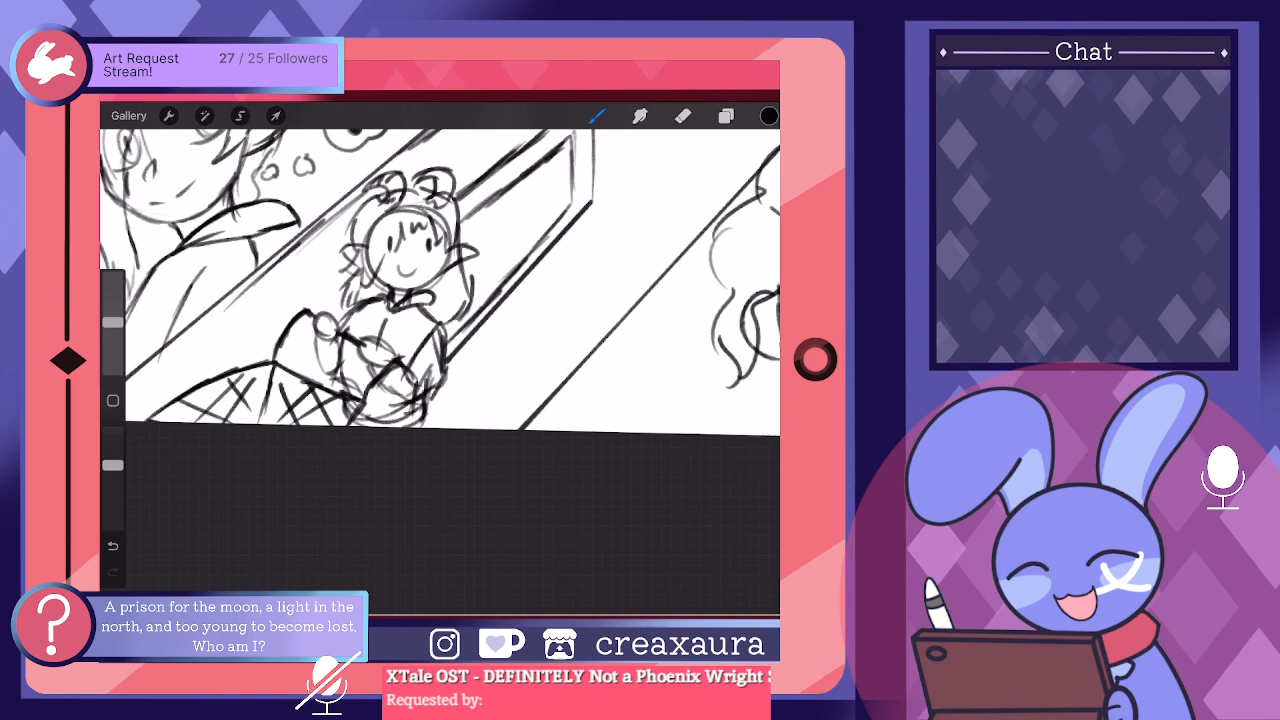 Art Request
Stream!
27 / 25 Followers
Chat
Gallery
A prison for the moon, a light in the
north, and too young to become lost.
Who am I?
creaxaura
XTale OST - DEFINITELY Not a Phoenix Wright
Requested by: